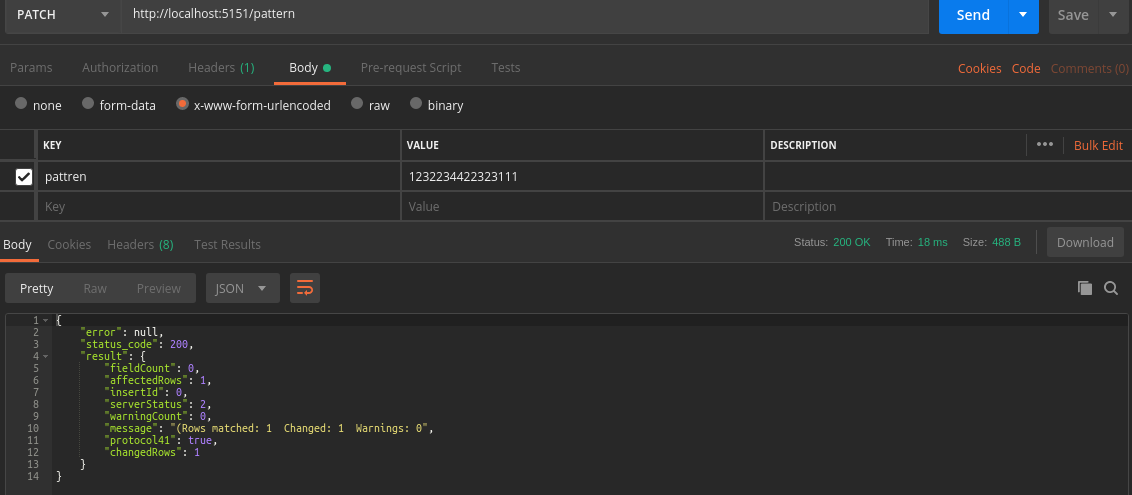 PATCH http://localhost:5151/pattern Send Save
Params Authorization Headers (1) Body Pre-request Script Tests Cookies Code Comments (0)
none form-data x-www-form-urlencoded raw binary
KEY VALUE DESCRIPTION ••• Bulk Edit
pattren 1232234422323111
Key Value Description
Body Cookies Headers (8) Test Results Status: 200 OK Time: 18 ms Size: 488 B Download
Pretty Raw Preview JSON
1 {
2 "error": null,
3 "status_code": 200,
4 "result": {
5 "fieldCount": 0,
6 "affectedRows": 1,
7 "insertId": 0,
8 "serverStatus": 2,
9 "warningCount": 0,
10 "message": "(Rows matched: 1  Changed: 1  Warnings: 0",
11 "protocol41": true,
12 "changedRows": 1
13 }
14 }